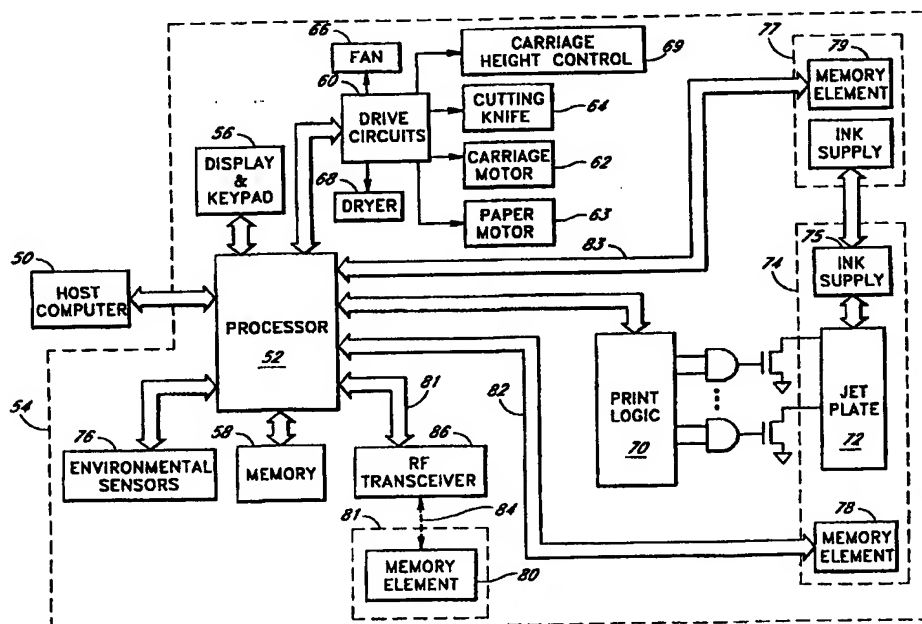 66
FAN
60
DRIVE
CIRCUITS
CARRIAGE
HEIGHT CONTROL
69
CUTTING
KNIFE
64
CARRIAGE
MOTOR
62
PAPER
MOTOR
63
68
DRYER
56
DISPLAY
&
KEYPAD
77
79
MEMORY
ELEMENT
INK
SUPPLY
83
50
HOST
COMPUTER
PROCESSOR
52
74
75
INK
SUPPLY
PRINT
LOGIC
70
JET
PLATE
72
54
76
ENVIRONMENTAL
SENSORS
58
MEMORY
81
86
RF
TRANSCEIVER
82
84
81
MEMORY
ELEMENT
80
78
MEMORY
ELEMENT